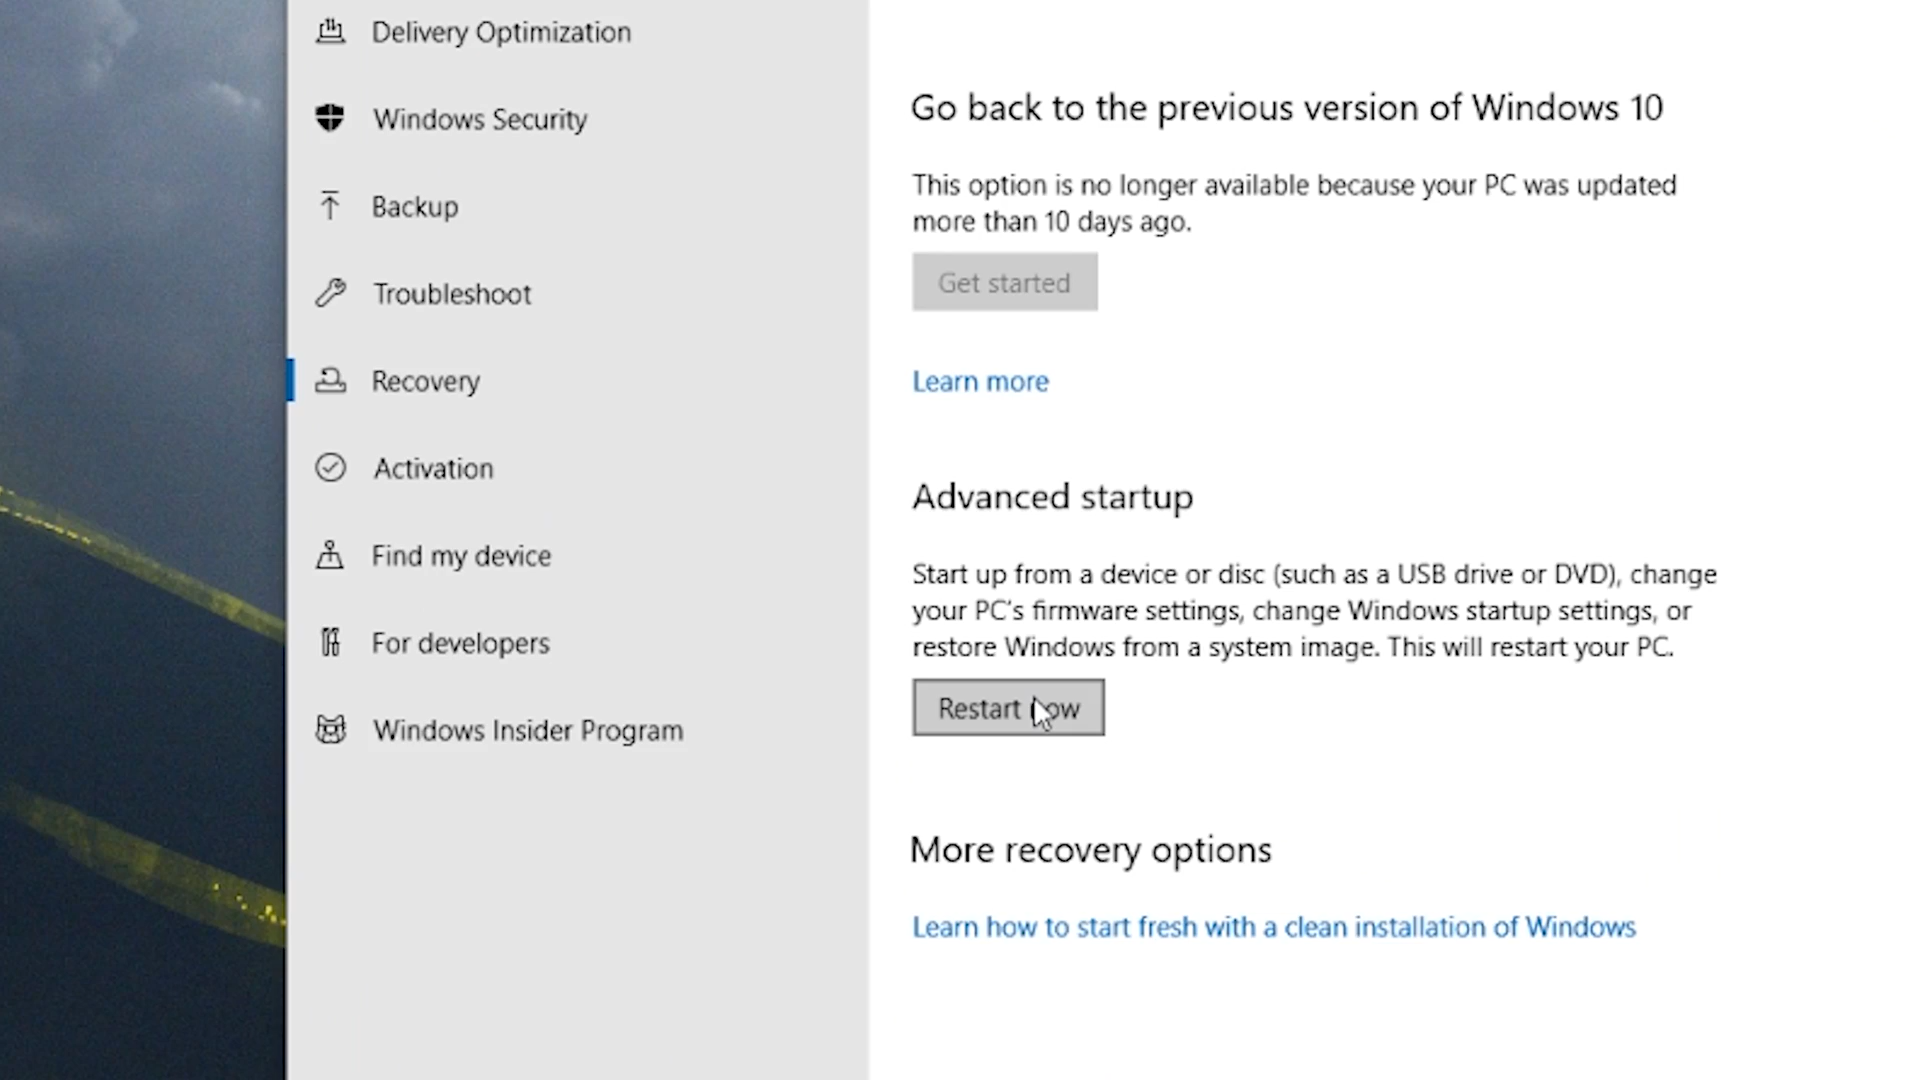 Delivery Optimization
Windows Security
Backup
Troubleshoot
Recovery
Activation
Find my device
For developers
Windows Insider Program
Go back to the previous version of Windows 10
This option is no longer available because your PC was updated
more than 10 days ago.
Get started
Learn more
Advanced startup
Start up from a device or disc (such as a USB drive or DVD), change
your PC's firmware settings, change Windows startup settings, or
restore Windows from a system image. This will restart your PC.
Restart now
More recovery options
Learn how to start fresh with a clean installation of Windows